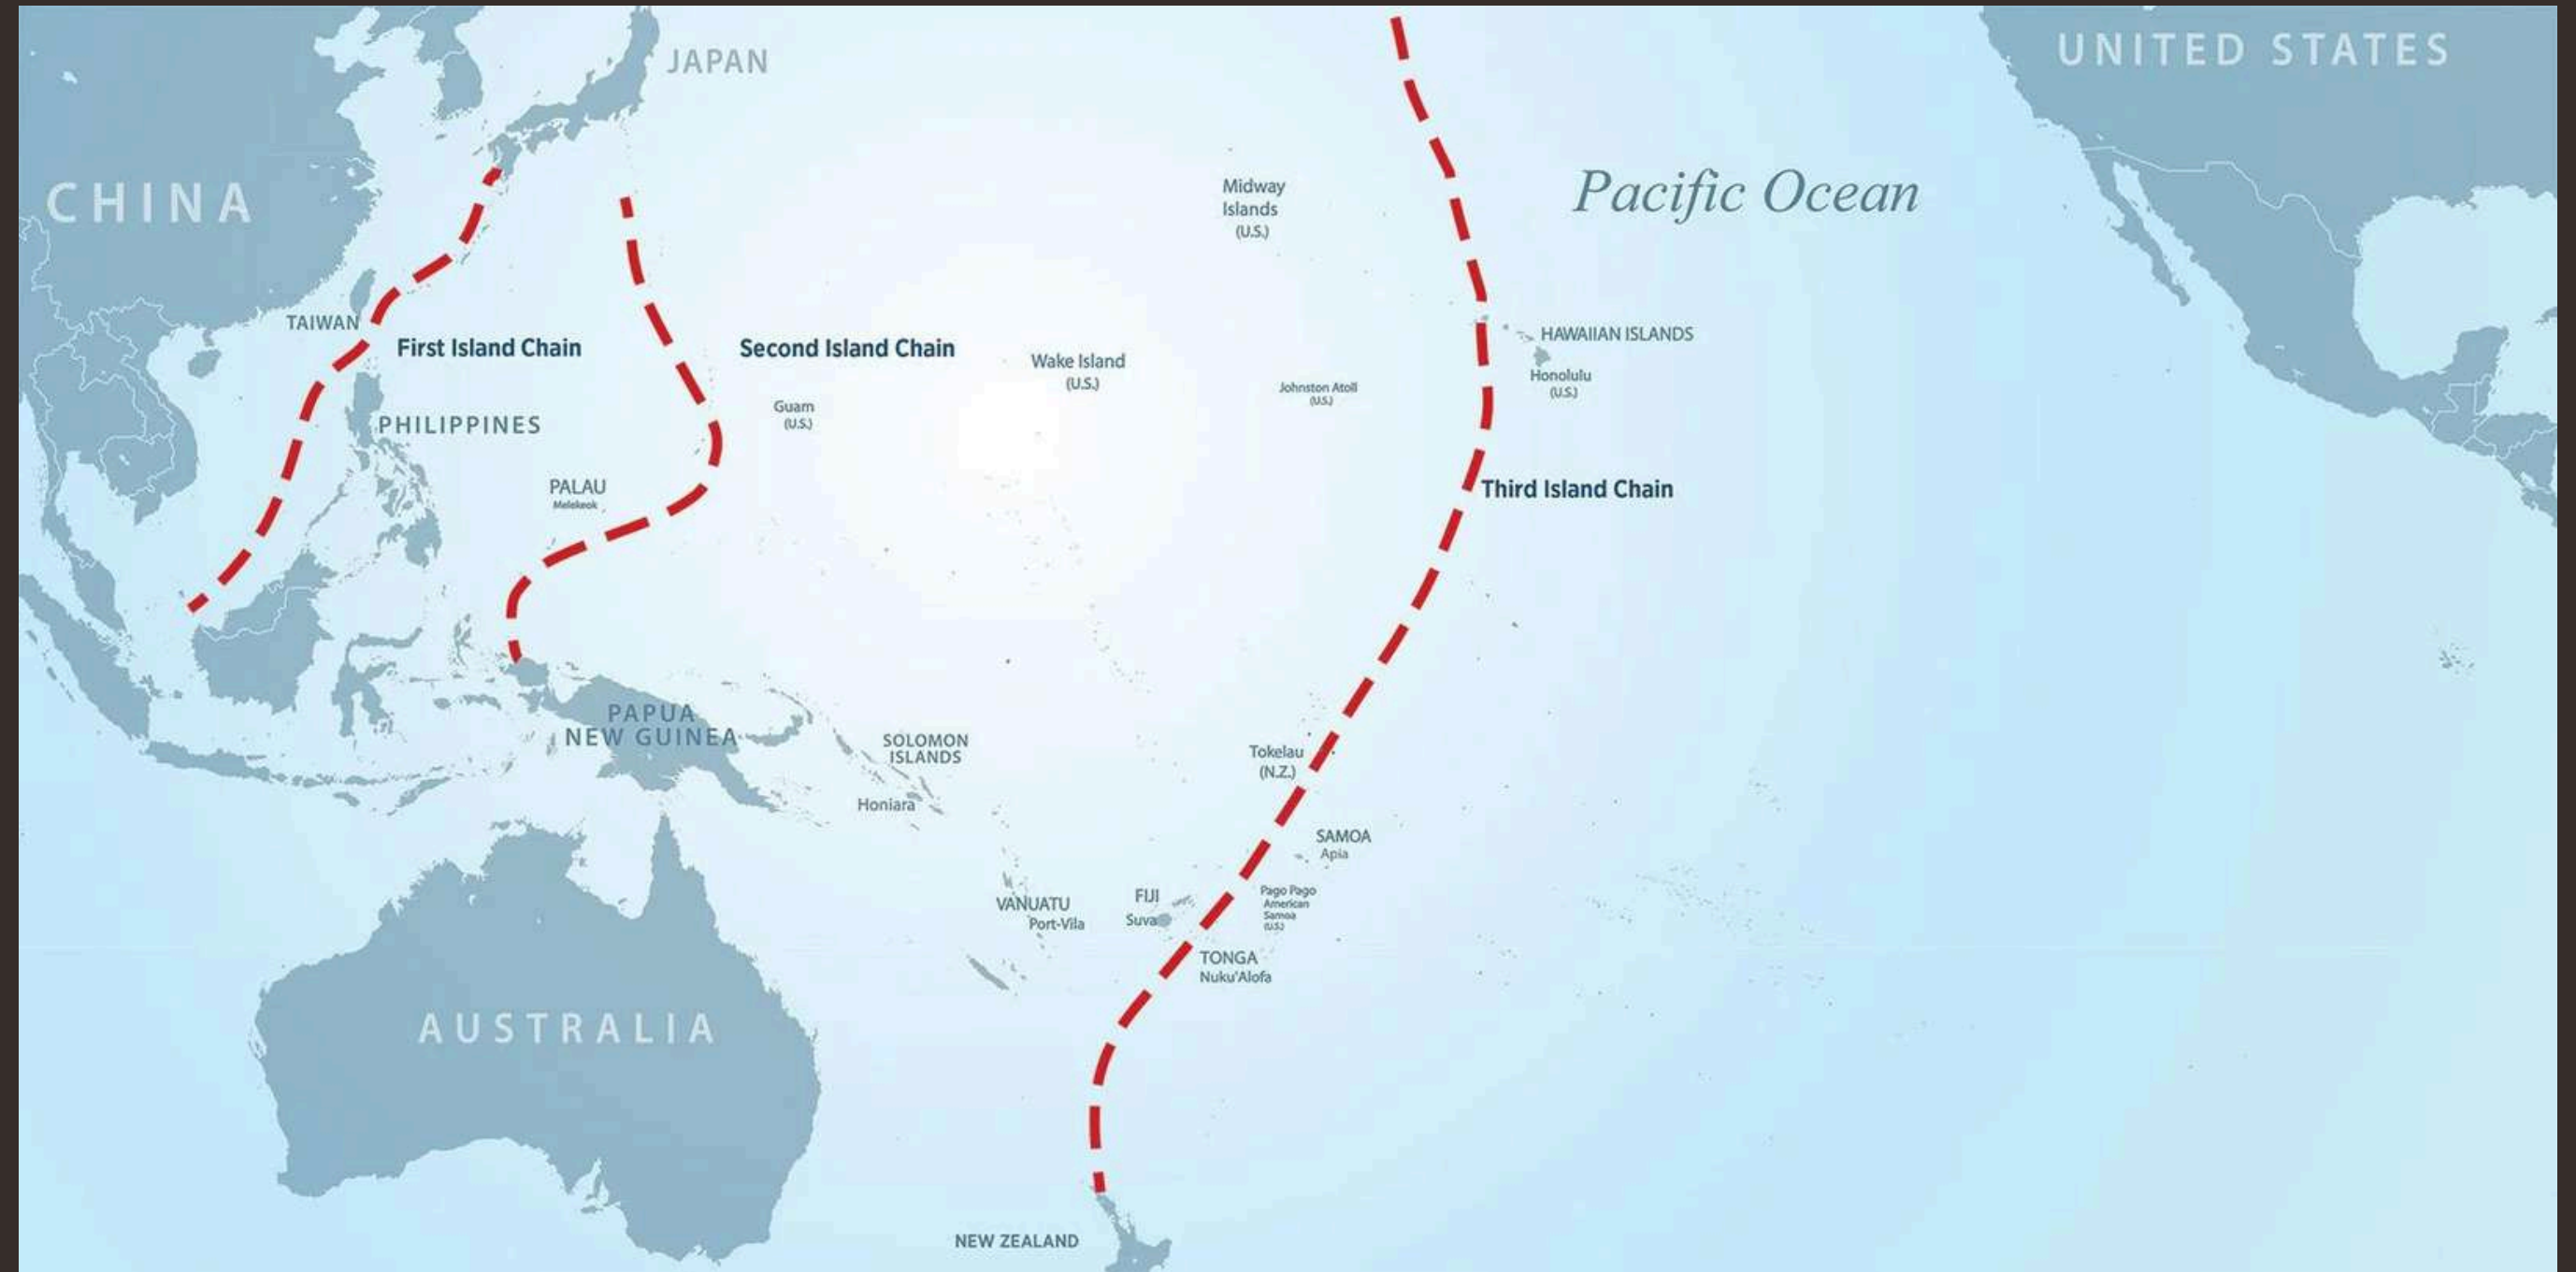 UNITED STATES
JAPAN
CHINA
Pacific Ocean
Midway
Islands
(U.S.)
TAIWAN
HAWAIIAN ISLANDS
First Island Chain
Second Island Chain
Wake Island
(U.S.)
Honolulu
(U.S.)
Johnston Atoll
(U.S.)
Guam
(U.S.)
PHILIPPINES
PALAU
Melekeok
Third Island Chain
PAPUA
NEW GUINEA
SOLOMON
ISLANDS
Honiara
Tokelau
(N.Z.)
SAMOA
Apia
VANUATU
Port-Vila
FIJI
Suva
Pago Pago
American
Samoa
(U.S.)
TONGA
Nuku'Alofa
AUSTRALIA
NEW ZEALAND